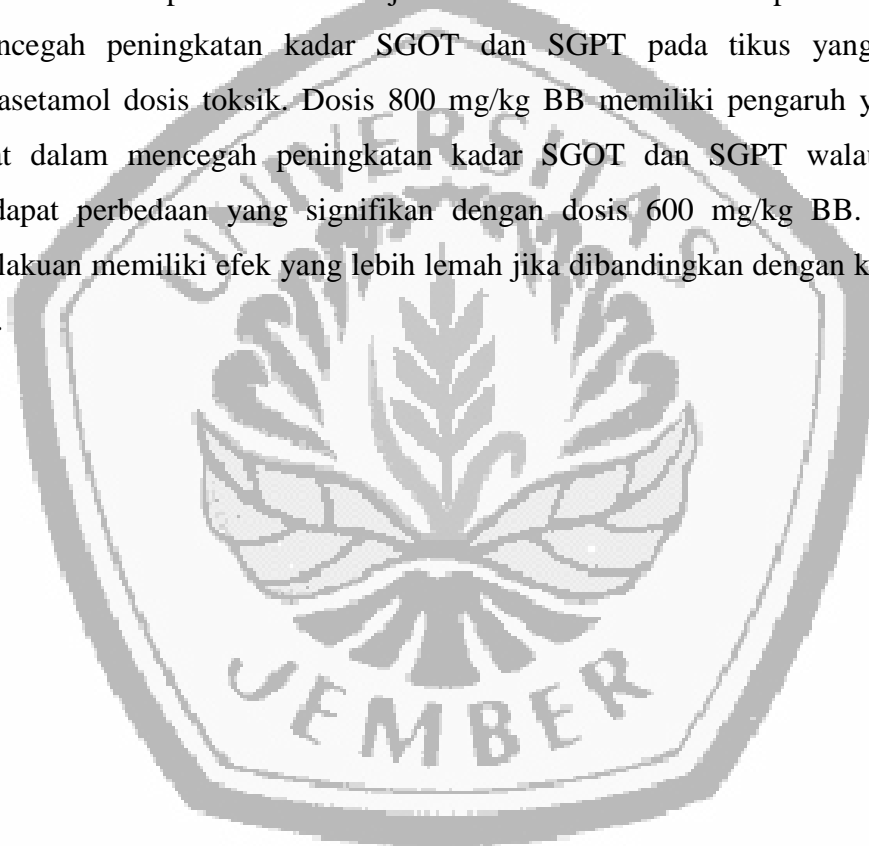 ncegah peningkatan kadar SGOT dan SGPT pada tikus yang
asetamol dosis toksik. Dosis 800 mg/kg BB memiliki pengaruh y
at dalam mencegah peningkatan kadar SGOT dan SGPT walau
dapat perbedaan yang signifikan dengan dosis 600 mg/kg BB.
lakuan memiliki efek yang lebih lemah jika dibandingkan dengan k
UNIVERSITAS
JEMBER